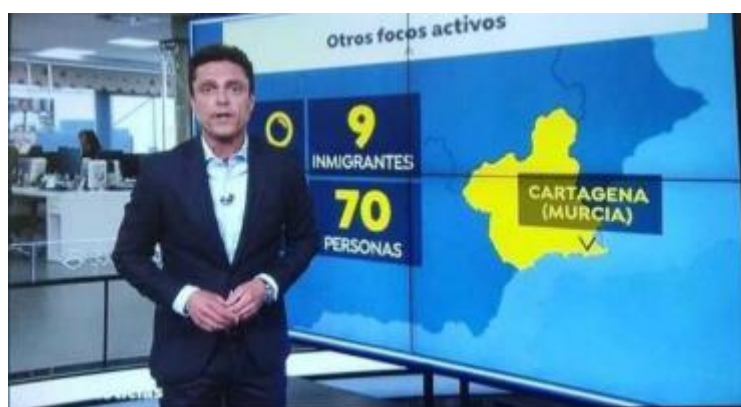 Otros focos activos
9
INMIGRANTES
70
PERSONAS
CARTAGENA
(MURCIA)